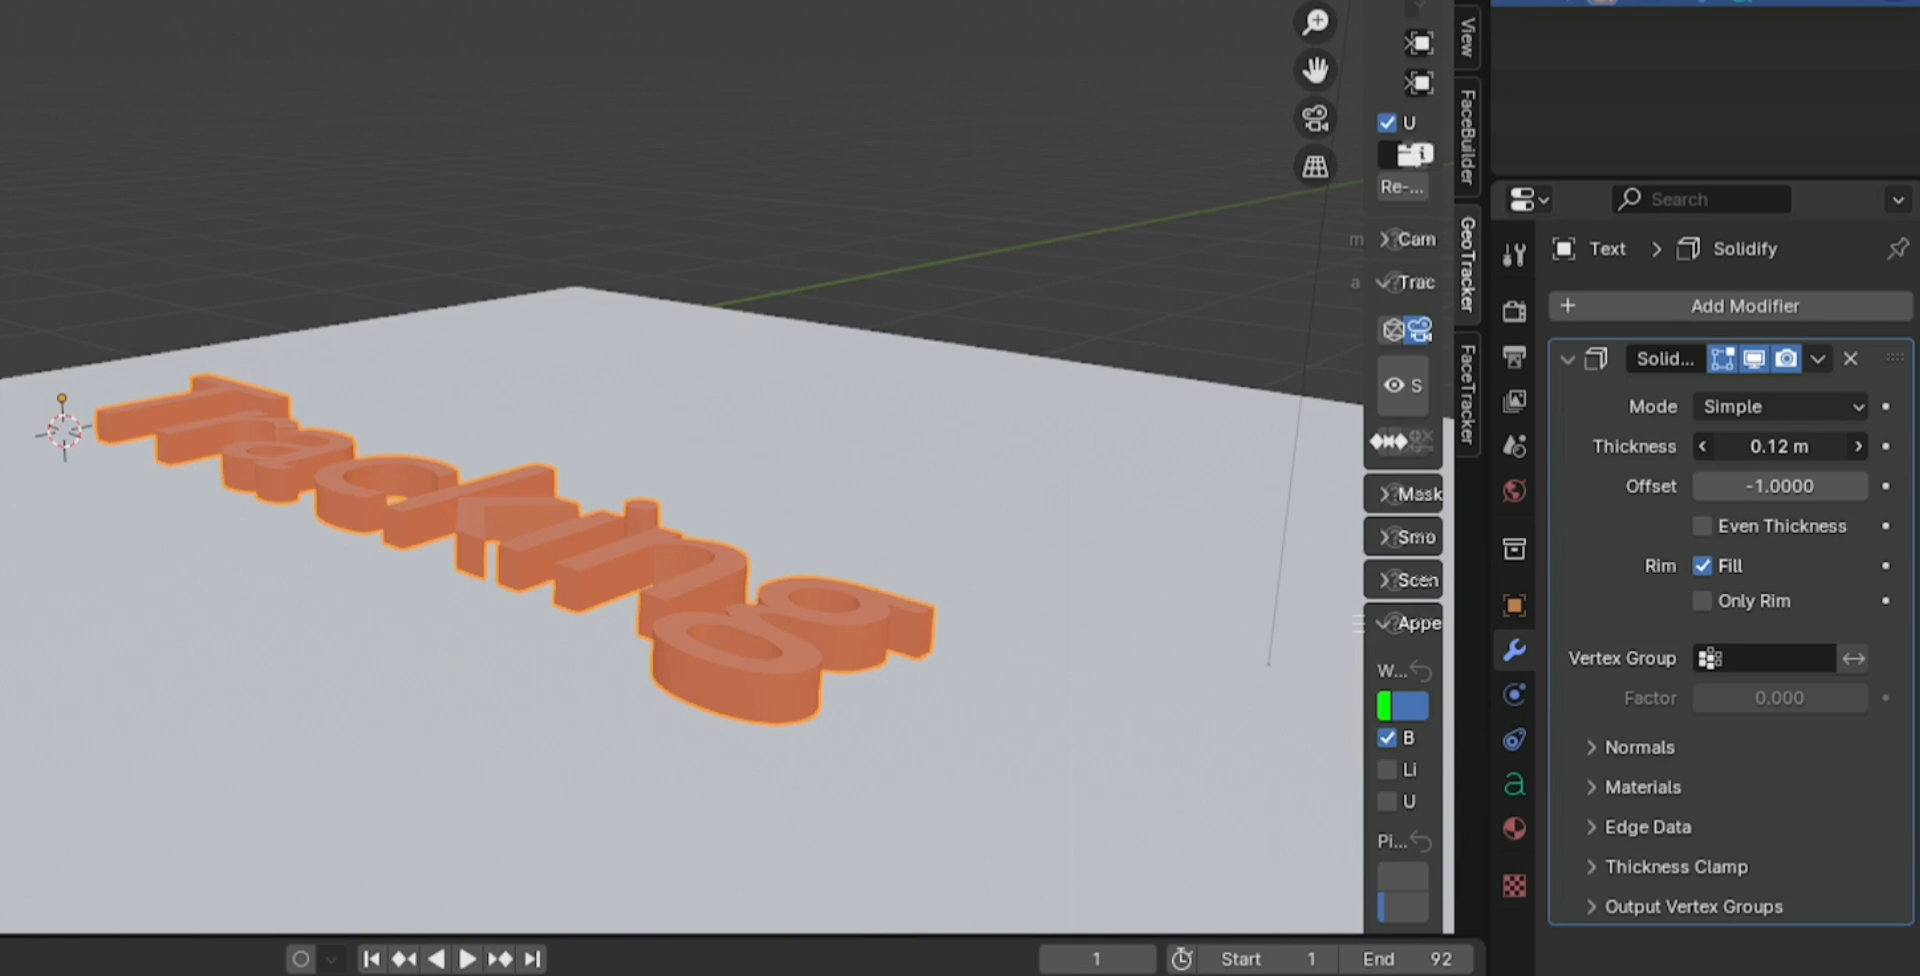 View
FaceBuilder
GeoTracker
FaceTracker
U
Re-...
m
Cam
a
Trac
S
Mask
Smo
Scen
Appe
W...
B
Li
U
Pi...
Tracking
Search
Text > Solidify
+ Add Modifier
Solid...
Mode Simple
Thickness 0.12 m
Offset -1.0000
Even Thickness
Rim Fill
Only Rim
Vertex Group
Factor 0.000
Normals
Materials
Edge Data
Thickness Clamp
Output Vertex Groups
1
Start 1
End 92